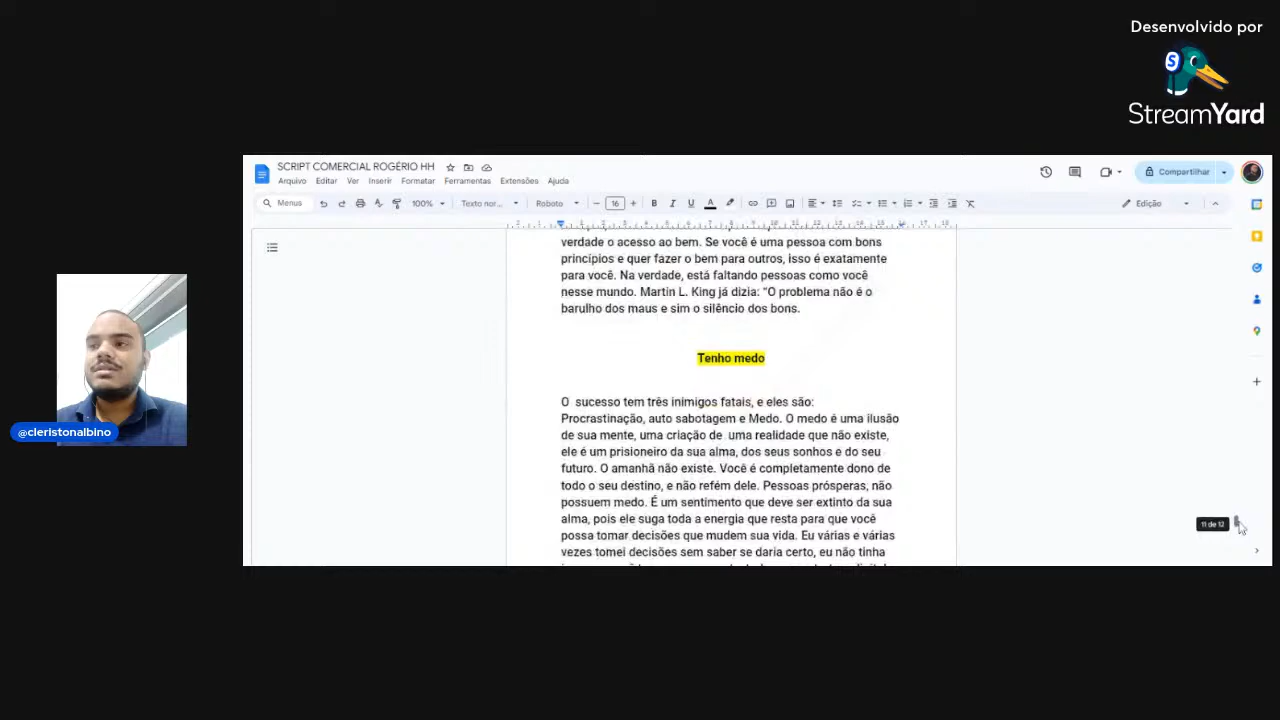 Desenvolvido por
StreamYard
SCRIPT COMERCIAL ROGÉRIO HH
Arquivo Editar Ver Inserir Formatar Ferramentas Extensões Ajuda
Compartilhar
Menus 100% Texto nor... Roboto 16 Edição
verdade o acesso ao bem. Se você é uma pessoa com bons
princípios e quer fazer o bem para outros, isso é exatamente
para você. Na verdade, está faltando pessoas como você
nesse mundo. Martin L. King já dizia: “O problema não é o
barulho dos maus e sim o silêncio dos bons.
Tenho medo
O sucesso tem três inimigos fatais, e eles são:
Procrastinação, auto sabotagem e Medo. O medo é uma ilusão
de sua mente, uma criação de uma realidade que não existe,
ele é um prisioneiro da sua alma, dos seus sonhos e do seu
futuro. O amanhã não existe. Você é completamente dono de
todo o seu destino, e não refém dele. Pessoas prósperas, não
possuem medo. É um sentimento que deve ser extinto da sua
alma, pois ele suga toda a energia que resta para que você
possa tomar decisões que mudem sua vida. Eu várias e várias
vezes tomei decisões sem saber se daria certo, eu não tinha
11 de 12
@cleristonalbino